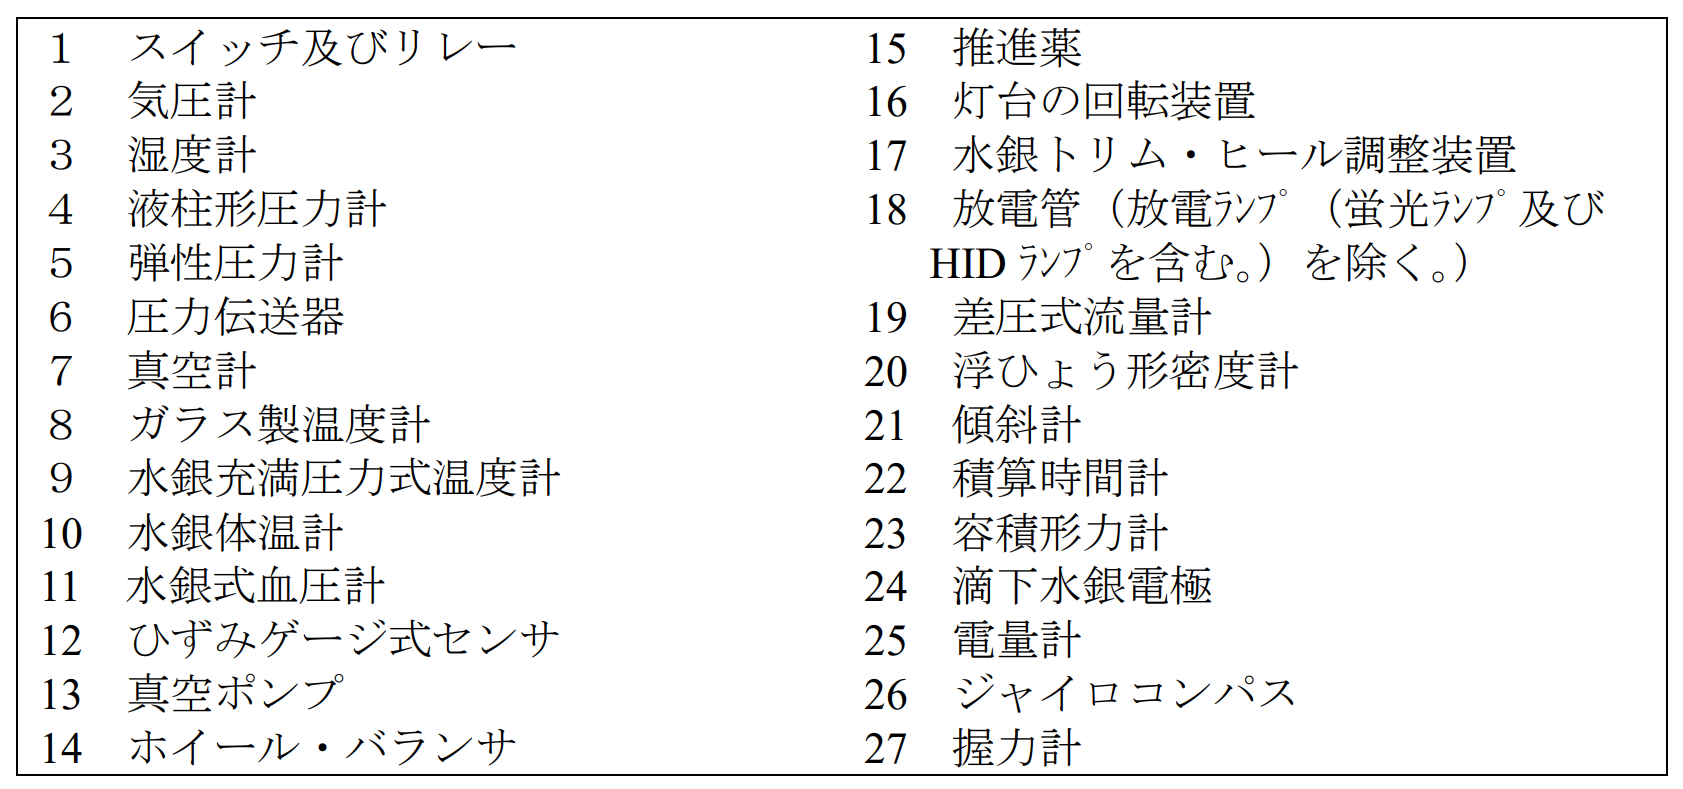 １ スイッチ及びリレー
２ 気圧計
３ 湿度計
４ 液柱形圧力計
５ 弾性圧力計
６ 圧力伝送器
７ 真空計
８ ガラス製温度計
９ 水銀充満圧力式温度計
10 水銀体温計
11 水銀式血圧計
12 ひずみゲージ式センサ
13 真空ポンプ
14 ホイール・バランサ
15 推進薬
16 灯台の回転装置
17 水銀トリム・ヒール調整装置
18 放電管（放電ﾗﾝﾌﾟ（蛍光ﾗﾝﾌﾟ及び
HIDﾗﾝﾌﾟを含む。）を除く。）
19 差圧式流量計
20 浮ひょう形密度計
21 傾斜計
22 積算時間計
23 容積形力計
24 滴下水銀電極
25 電量計
26 ジャイロコンパス
27 握力計